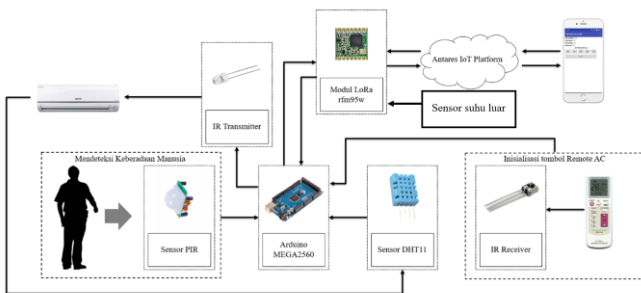 Antares IoT Platform
Modul LoRa
rfm95w
Sensor suhu luar
IR Transmitter
Mendeteksi Keberadaan Manusia
Inisialisasi tombol Remote AC
Sensor PIR
Arduino
MEGA2560
Sensor DHT11
IR Receiver